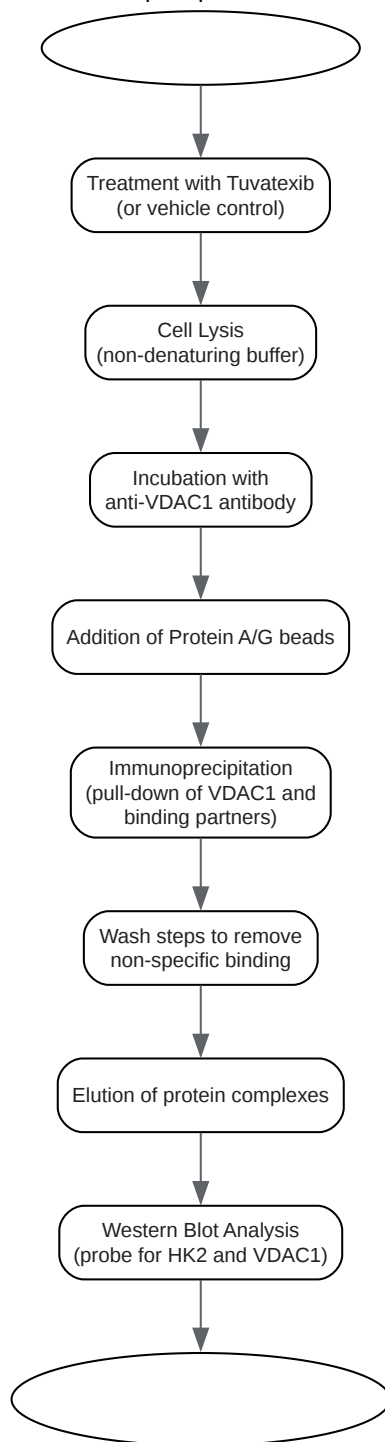 Treatment with Tuvatexib
(or vehicle control)
Cell Lysis
(non-denaturing buffer)
Incubation with
anti-VDAC1 antibody
Addition of Protein A/G beads
Immunoprecipitation
(pull-down of VDAC1 and
binding partners)
Wash steps to remove
non-specific binding
Elution of protein complexes
Western Blot Analysis
(probe for HK2 and VDAC1)